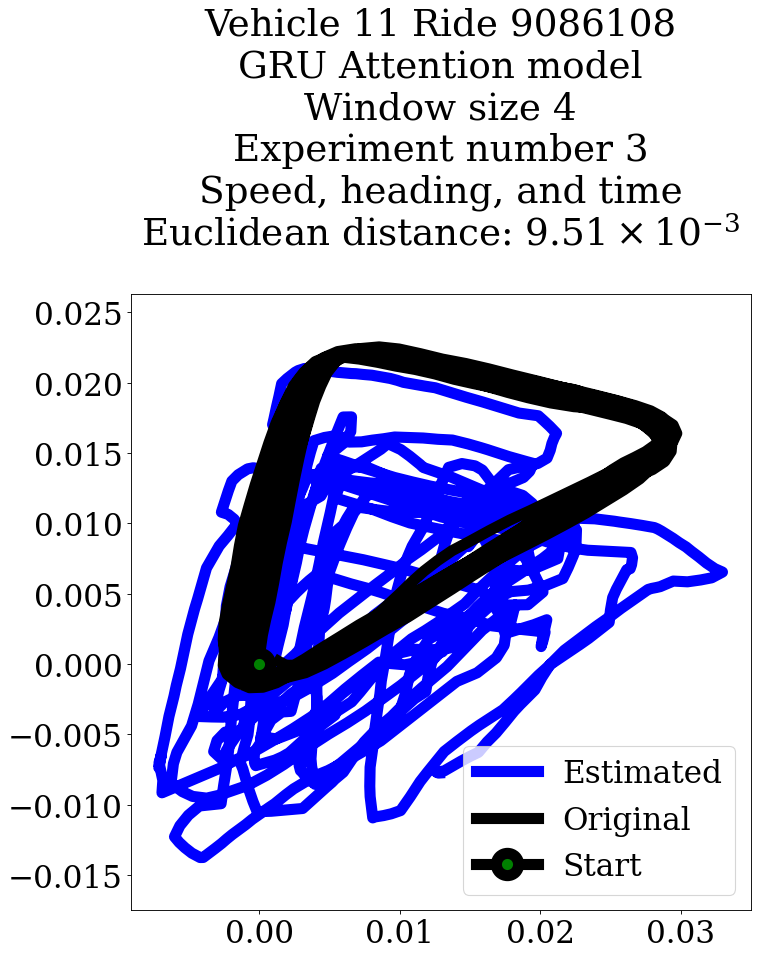 Vehicle 11 Ride 9086108
GRU Attention model
Window size 4
Experiment number 3
Speed, heading, and time
Euclidean distance: 9.51 × 10⁻³
0.025
0.020
0.015
0.010
0.005
0.000
−0.005
−0.010
−0.015
Estimated
Original
Start
0.00 0.01 0.02 0.03